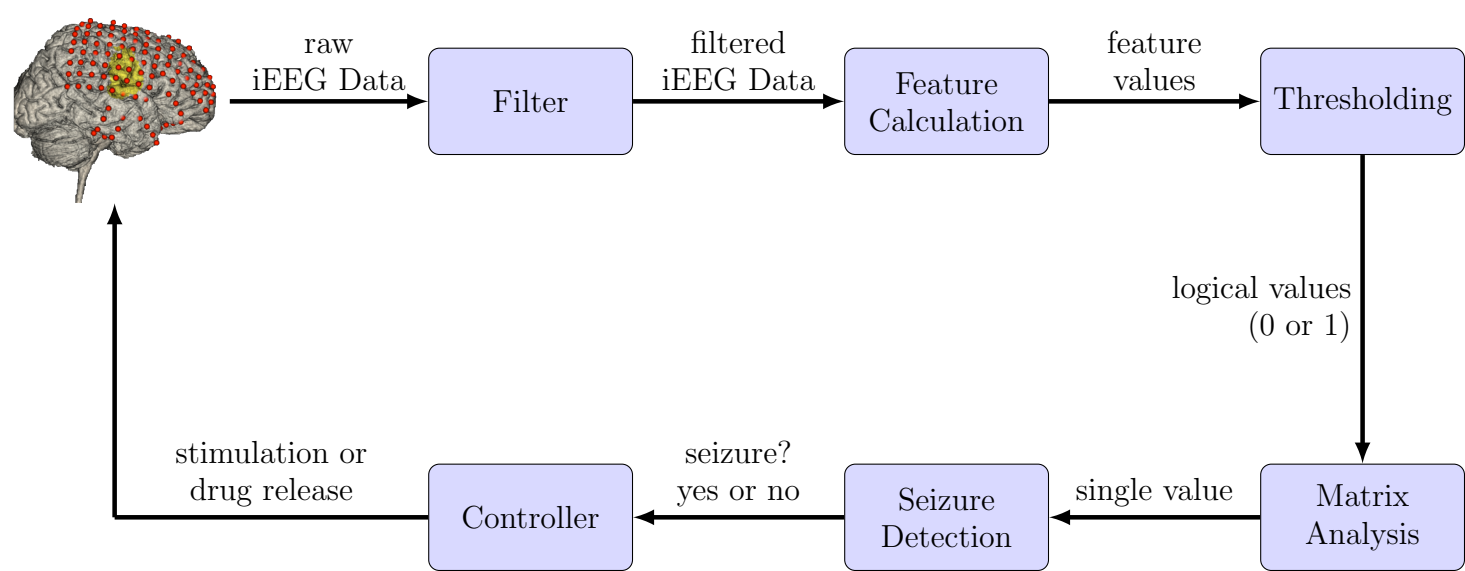 raw
iEEG Data
Filter
filtered
iEEG Data
Feature
Calculation
feature
values
Thresholding
logical values
(0 or 1)
Matrix
Analysis
single value
Seizure
Detection
seizure?
yes or no
Controller
stimulation or
drug release